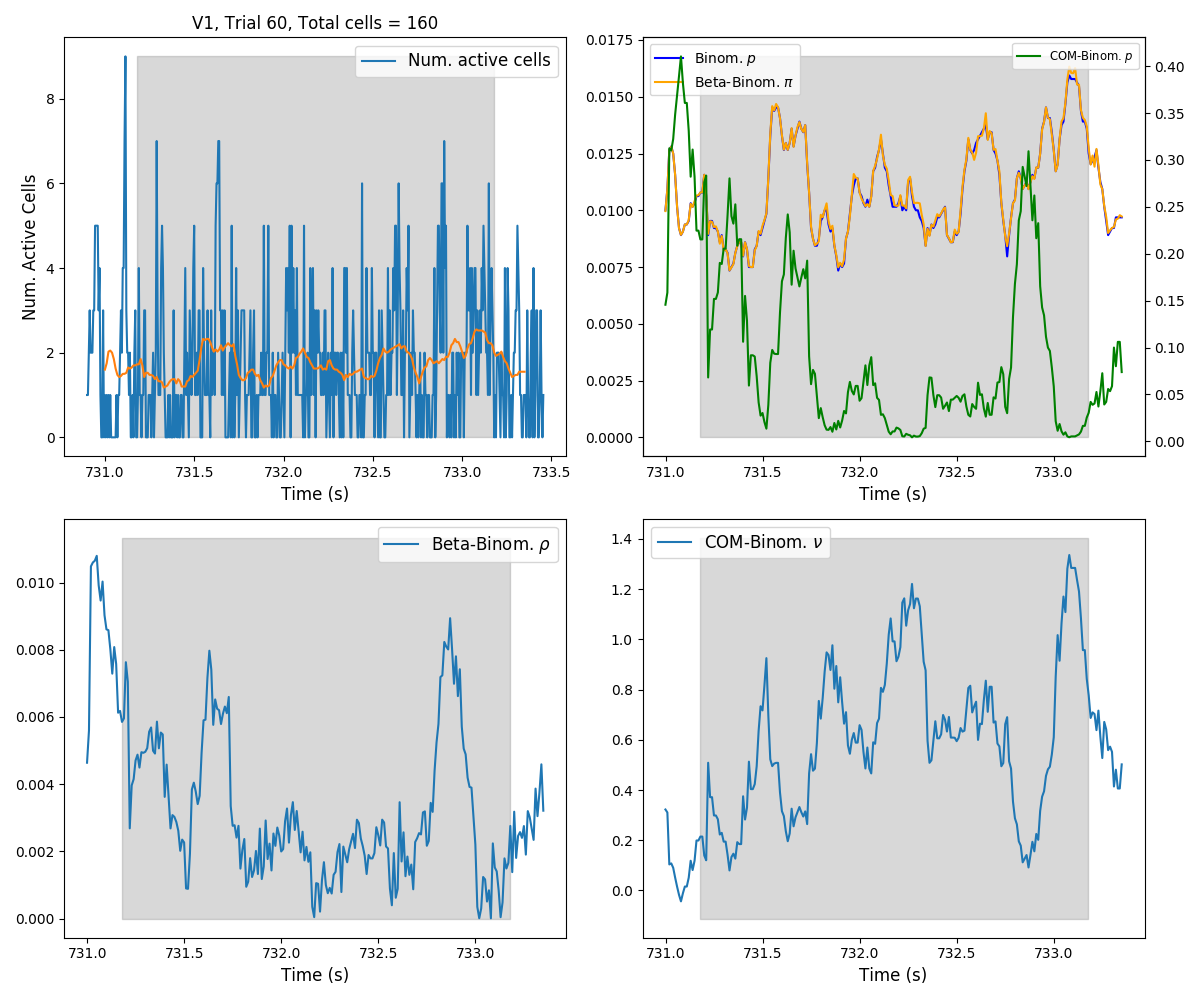 V1, Trial 60, Total cells = 160
Num. active cells
Num. Active Cells
8
6
4
2
0
731.0 731.5 732.0 732.5 733.0 733.5
Time (s)
Binom. p
Beta-Binom. π
COM-Binom. p
0.0175
0.0150
0.0125
0.0100
0.0075
0.0050
0.0025
0.0000
0.40
0.35
0.30
0.25
0.20
0.15
0.10
0.05
0.00
731.0 731.5 732.0 732.5 733.0
Time (s)
Beta-Binom. ρ
0.010
0.008
0.006
0.004
0.002
0.000
731.0 731.5 732.0 732.5 733.0
Time (s)
COM-Binom. ν
1.4
1.2
1.0
0.8
0.6
0.4
0.2
0.0
731.0 731.5 732.0 732.5 733.0
Time (s)